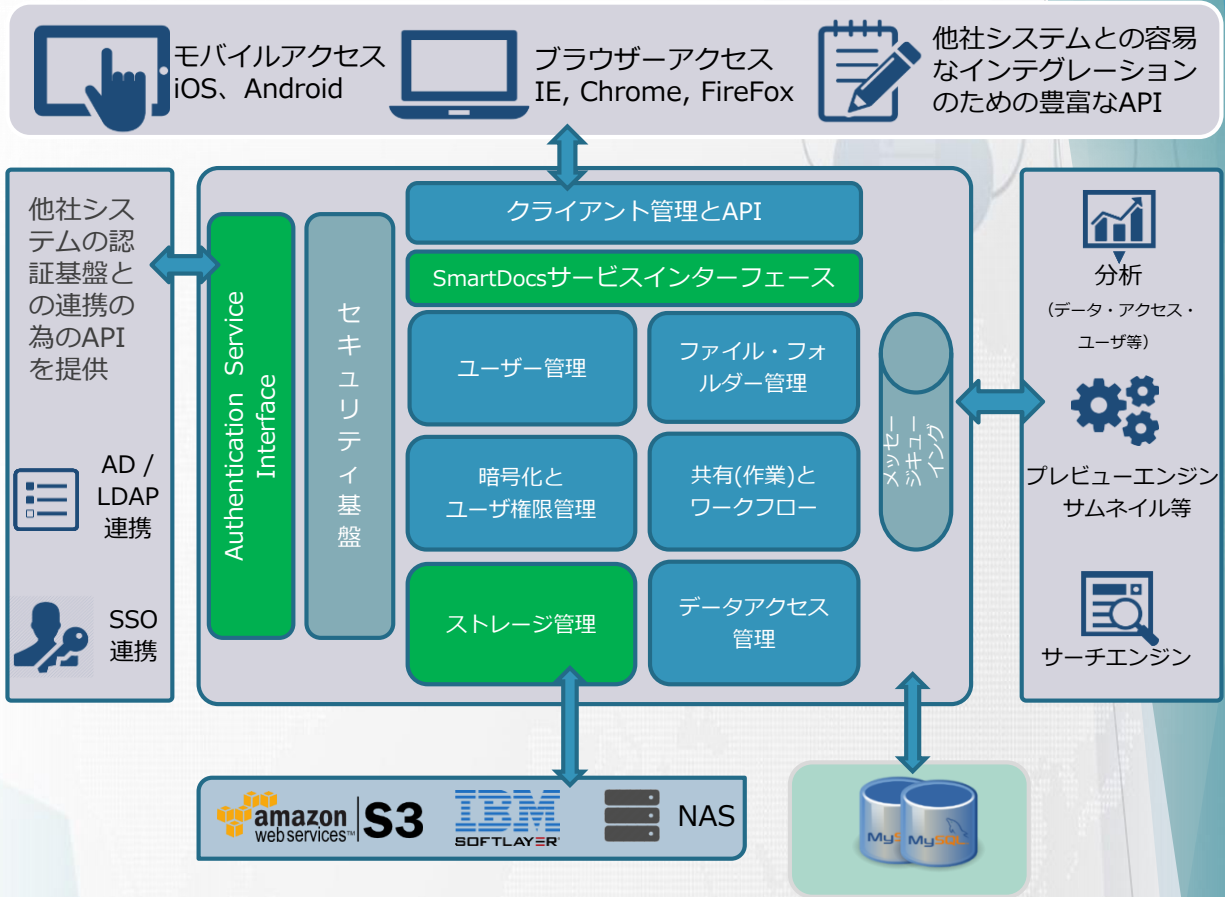 モバイルアクセス
iOS、Android
ブラウザーアクセス
IE, Chrome, FireFox
他社システムとの容易
なインテグレーション
のための豊富なAPI
他社シス
テムの認
証基盤と
の連携の
為のAPI
を提供
AD /
LDAP
連携
SSO
連携
Authentication Service
Interface
セキュリティ基盤
クライアント管理とAPI
SmartDocsサービスインターフェース
ユーザー管理
ファイル・フォ
ルダー管理
暗号化と
ユーザ権限管理
共有(作業)と
ワークフロー
ストレージ管理
データアクセス
管理
メッセー
ジキュー
イング
分析
(データ・アクセス・
ユーザ等)
プレビューエンジン
サムネイル等
サーチエンジン
amazon
webservices™
S3
IBM
SOFTLAYER
NAS
MyS
MySQL